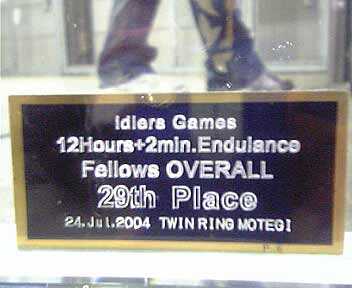 Idlers Games
12Hours+2min.Endulance
Fellows OVERALL
29th Place
24.Jul.2004 TWIN RING MOTEGI